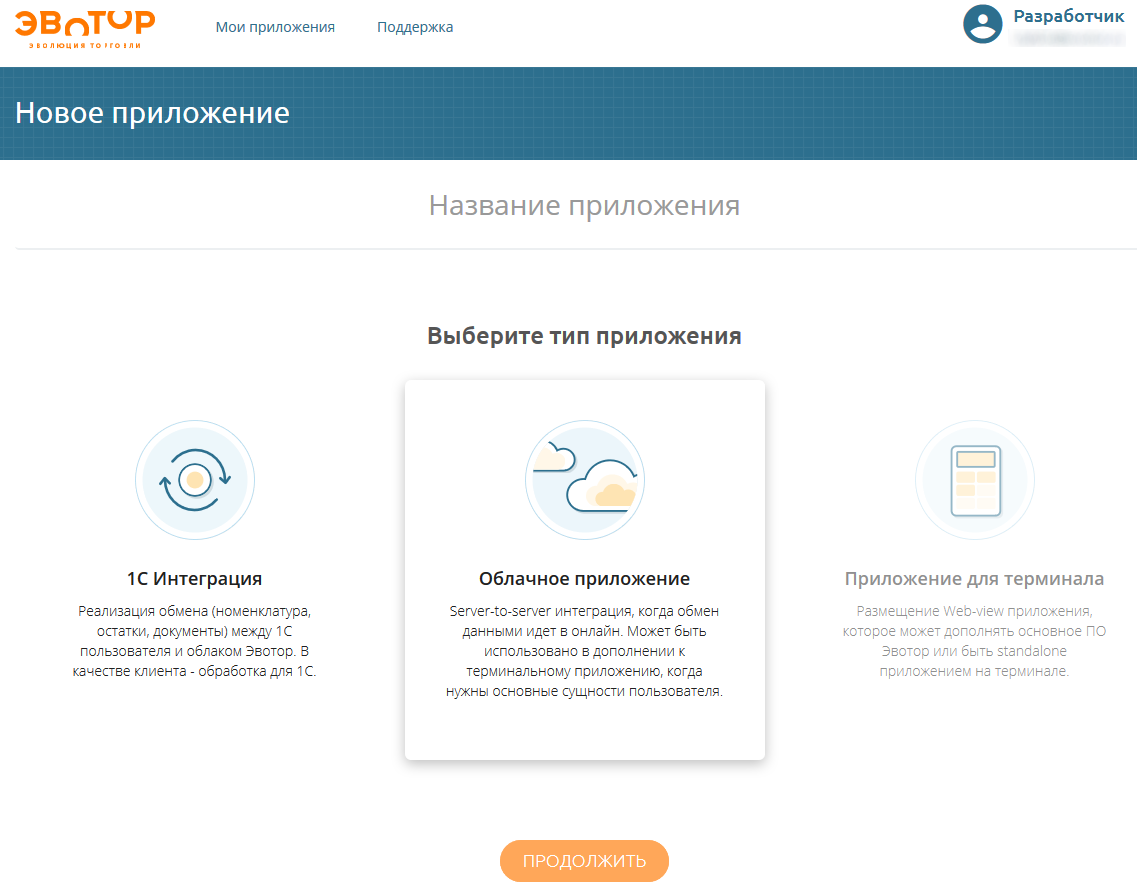 ЭВОТОР
ЭВОЛЮЦИЯ ТОРГОВЛИ
Мои приложения
Поддержка
Разработчик
Новое приложение
Название приложения
Выберите тип приложения
1С Интеграция
Реализация обмена (номенклатура,
остатки, документы) между 1С
пользователя и облаком Эвотор. В
качестве клиента - обработка для 1С.
Облачное приложение
Server-to-server интеграция, когда обмен
данными идет в онлайн. Может быть
использовано в дополнении к
терминальному приложению, когда
нужны основные сущности пользователя.
Приложение для терминала
Размещение Web-view приложения,
которое может дополнять основное ПО
Эвотор или быть standalone
приложением на терминале.
ПРОДОЛЖИТЬ